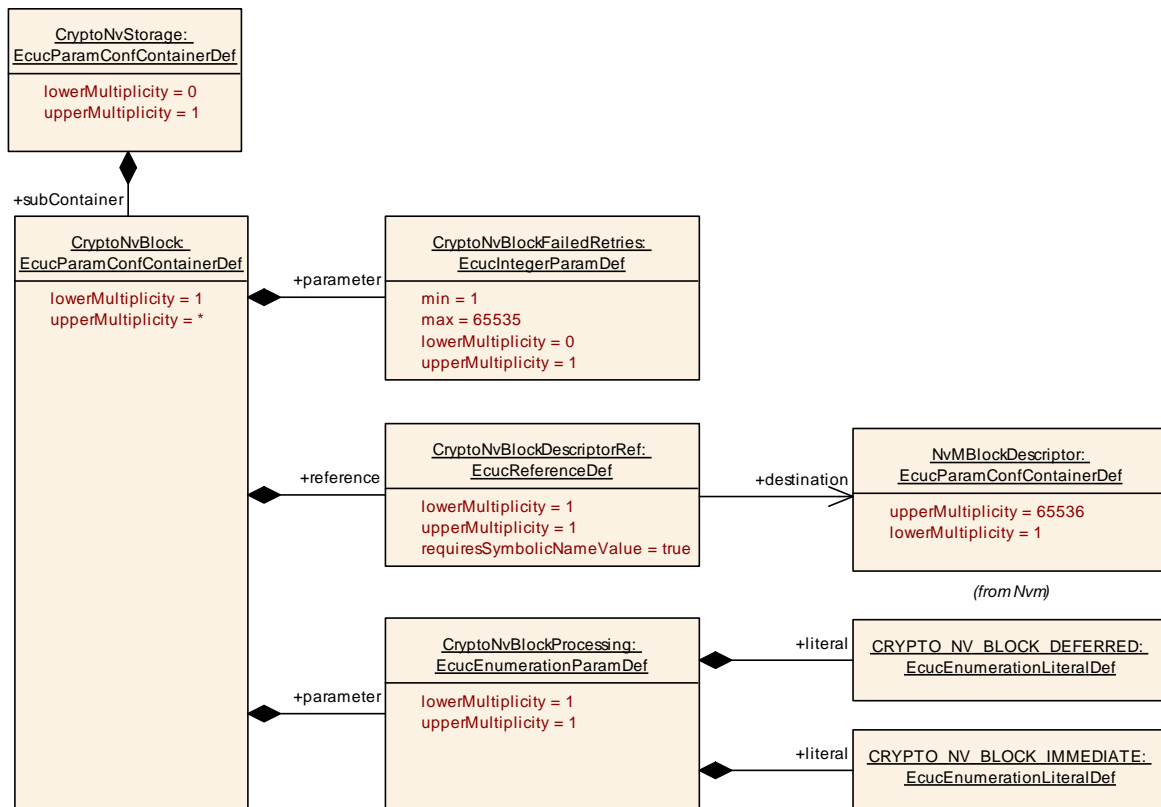 CryptoNvStorage:
EcucParamConfContainerDef
lowerMultiplicity = 0
upperMultiplicity = 1
+subContainer
CryptoNvBlock:
EcucParamConfContainerDef
lowerMultiplicity = 1
upperMultiplicity = *
+parameter
CryptoNvBlockFailedRetries:
EcucIntegerParamDef
min = 1
max = 65535
lowerMultiplicity = 0
upperMultiplicity = 1
+reference
CryptoNvBlockDescriptorRef:
EcucReferenceDef
lowerMultiplicity = 1
upperMultiplicity = 1
requiresSymbolicNameValue = true
+destination
NvMBlockDescriptor:
EcucParamConfContainerDef
upperMultiplicity = 65536
lowerMultiplicity = 1
(from Nvm)
+parameter
CryptoNvBlockProcessing:
EcucEnumerationParamDef
lowerMultiplicity = 1
upperMultiplicity = 1
+literal
CRYPTO_NV_BLOCK_DEFERRED:
EcucEnumerationLiteralDef
+literal
CRYPTO_NV_BLOCK_IMMEDIATE:
EcucEnumerationLiteralDef